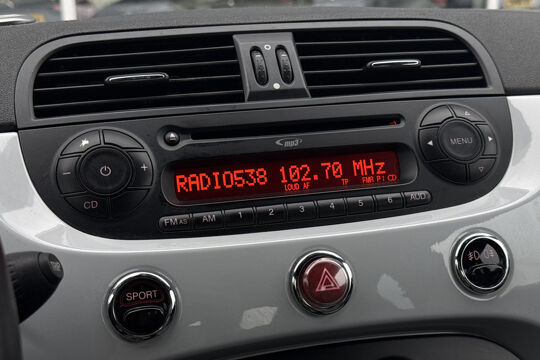 mp3
MENU
RADIO538 102.70 MHz
LOUD AF TP FWR P1 CD
CD
FM AS AM 1 2 3 4 5 6 AUD
SPORT